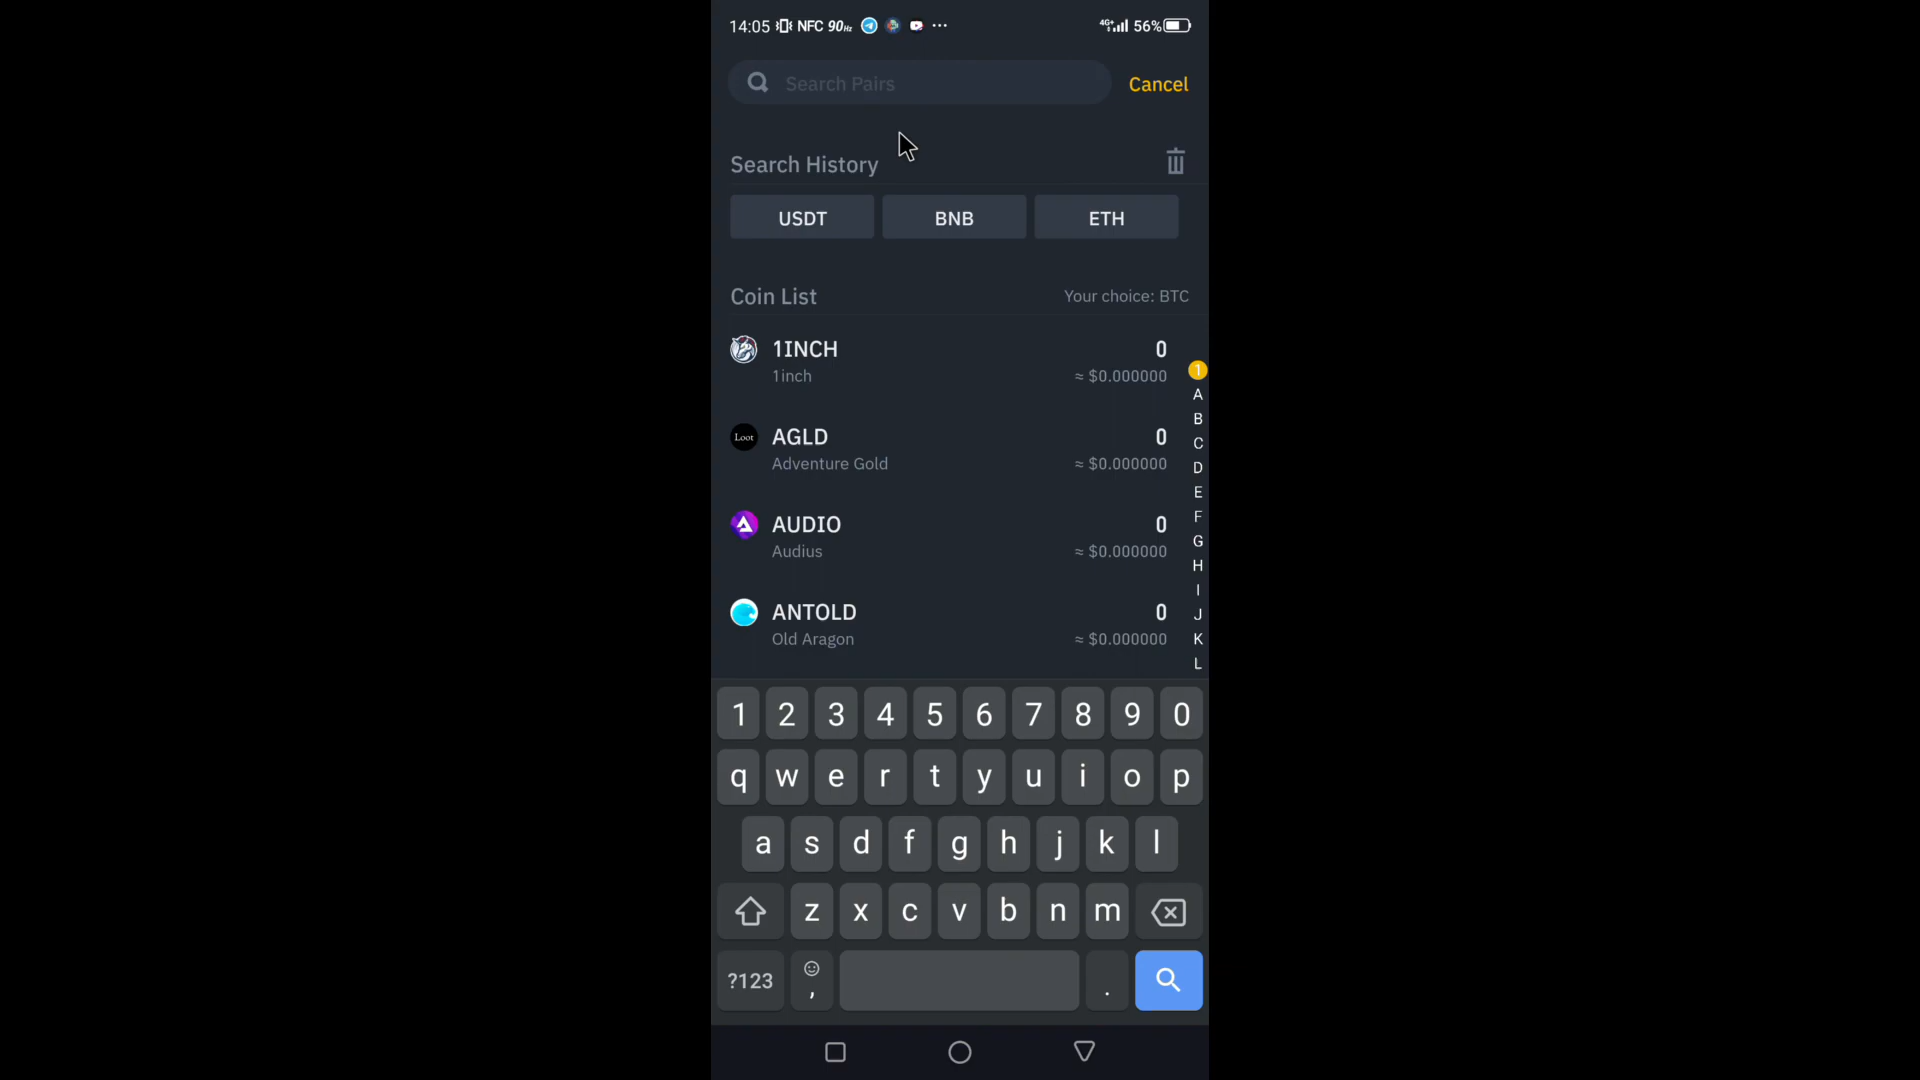 14:05 NFC 90Hz ... 4G+ 56%
Search Pairs Cancel
Search History
USDT BNB ETH
Coin List Your choice: BTC
1INCH 0
1inch ≈ $0.000000
AGLD 0
Loot
Adventure Gold ≈ $0.000000
AUDIO 0
Audius ≈ $0.000000
ANTOLD 0
Old Aragon ≈ $0.000000
1
A
B
C
D
E
F
G
H
I
J
K
L
1 2 3 4 5 6 7 8 9 0
q w e r t y u i o p
a s d f g h j k l
z x c v b n m
?123 , .